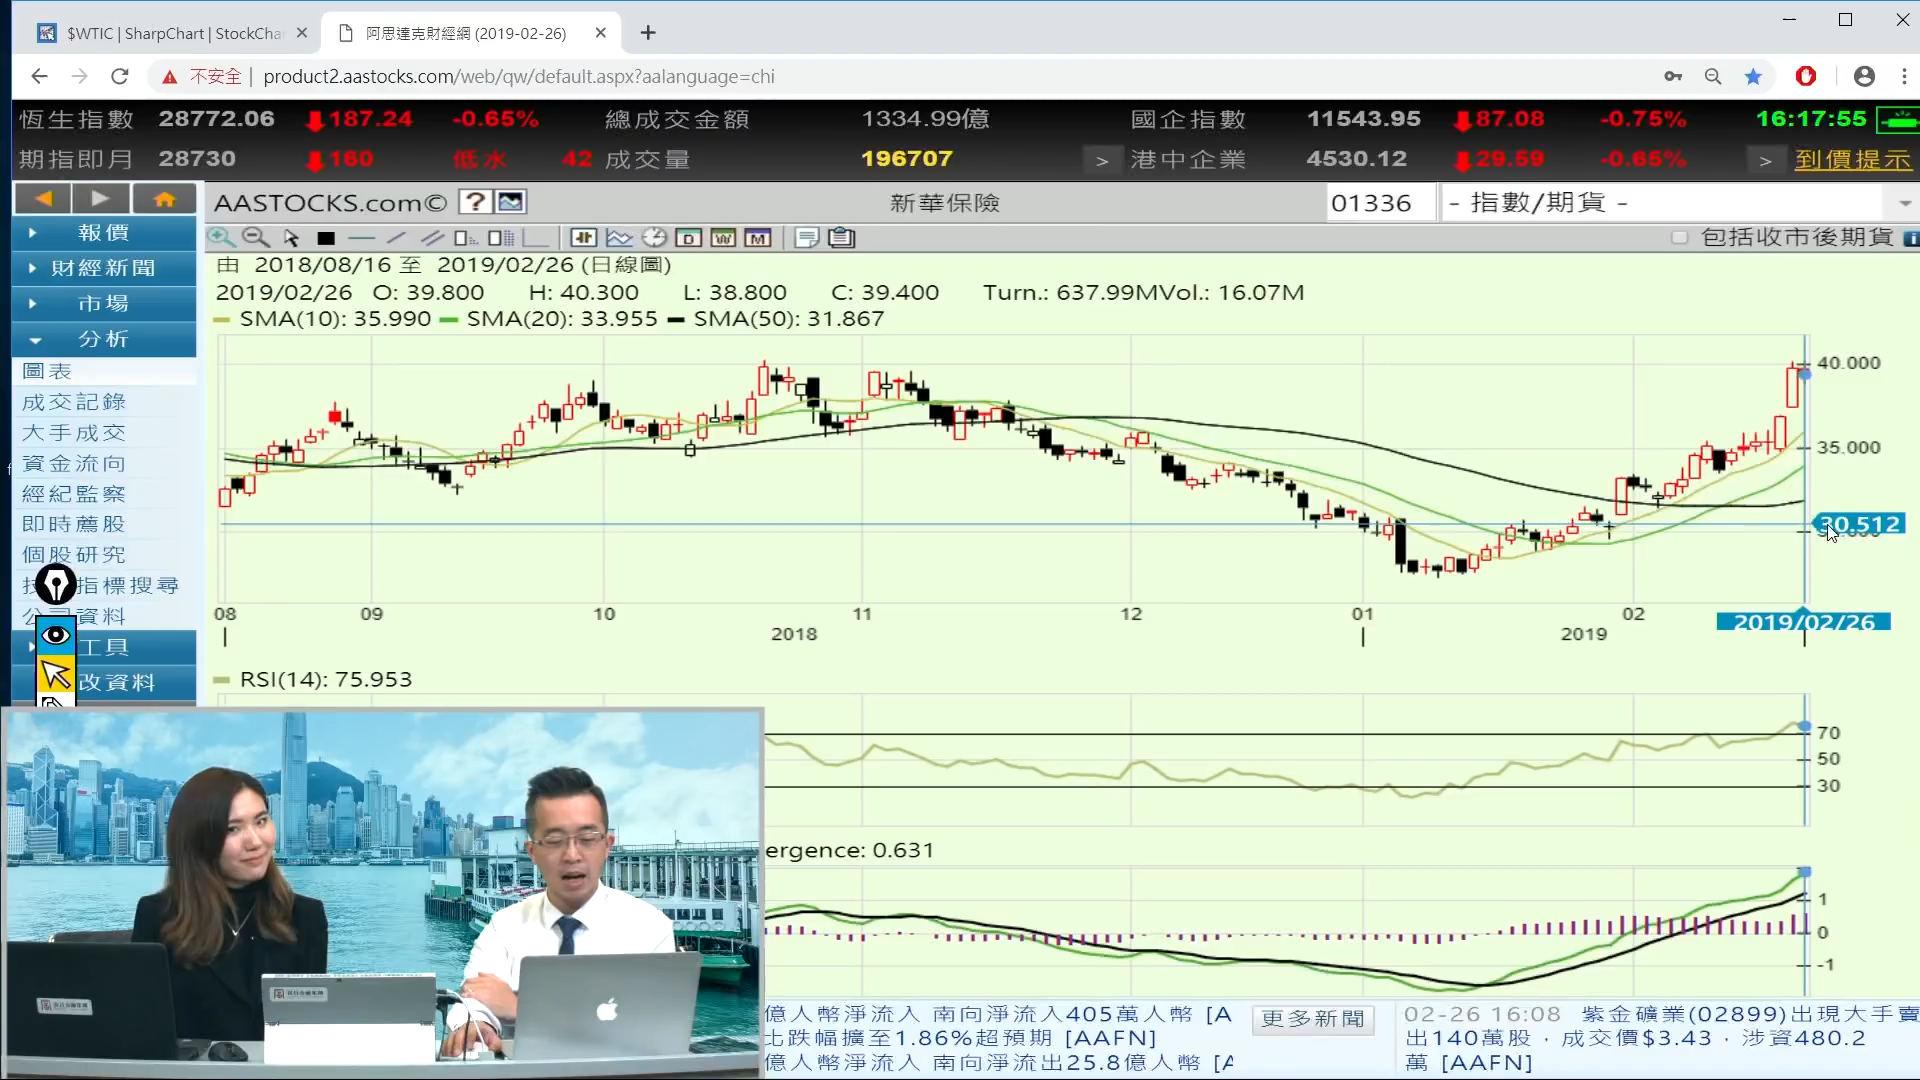 $WTIC | SharpChart | StockCha
阿思達克財經網 (2019-02-26)
不安全 | product2.aastocks.com/web/qw/default.aspx?aalanguage=chi
恆生指數 28772.06 187.24 -0.65% 總成交金額 1334.99億 國企指數 11543.95 87.08 -0.75% 16:17:55
期指即月 28730 160 低水 42 成交量 196707 > 港中企業 4530.12 29.59 -0.65% > 到價提示
AASTOCKS.com© ? 新華保險 01336 - 指數/期貨 -
報價
D W M 包括收市後期貨 i
財經新聞
市場
分析
圖表
成交記錄
大手成交
資金流向
經紀監察
即時薦股
個股研究
指標搜尋
資料
工具
改資料
由 2018/08/16 至 2019/02/26 (日線圖)
2019/02/26 O: 39.800 H: 40.300 L: 38.800 C: 39.400 Turn.: 637.99MVol.: 16.07M
SMA(10): 35.990 SMA(20): 33.955 SMA(50): 31.867
40.000
35.000
30.512
08 09 10 11 12 01 02 2019/02/26
2018 2019
RSI(14): 75.953
70
50
30
ergence: 0.631
1
0
-1
億人幣淨流入 南向淨流入405萬人幣 [A
比跌幅擴至1.86%超預期 [AAFN]
億人幣淨流入 南向淨流出25.8億人幣 [A
更多新聞
02-26 16:08 紫金礦業(02899)出現大手賣
出140萬股，成交價$3.43，涉資480.2
萬 [AAFN]